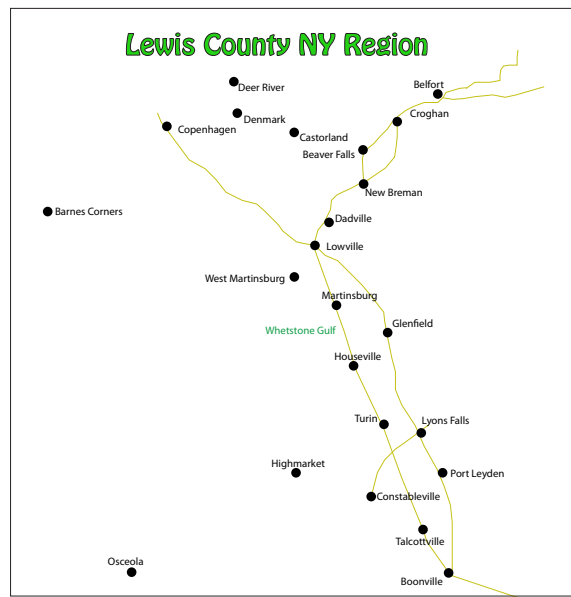 Lewis County NY Region
Deer River
Belfort
Denmark
Croghan
Copenhagen
Castorland
Beaver Falls
New Breman
Barnes Corners
Dadville
Lowville
West Martinsburg
Martinsburg
Whetstone Gulf
Glenfield
Houseville
Turin
Lyons Falls
Highmarket
Port Leyden
Constableville
Talcottville
Osceola
Boonville